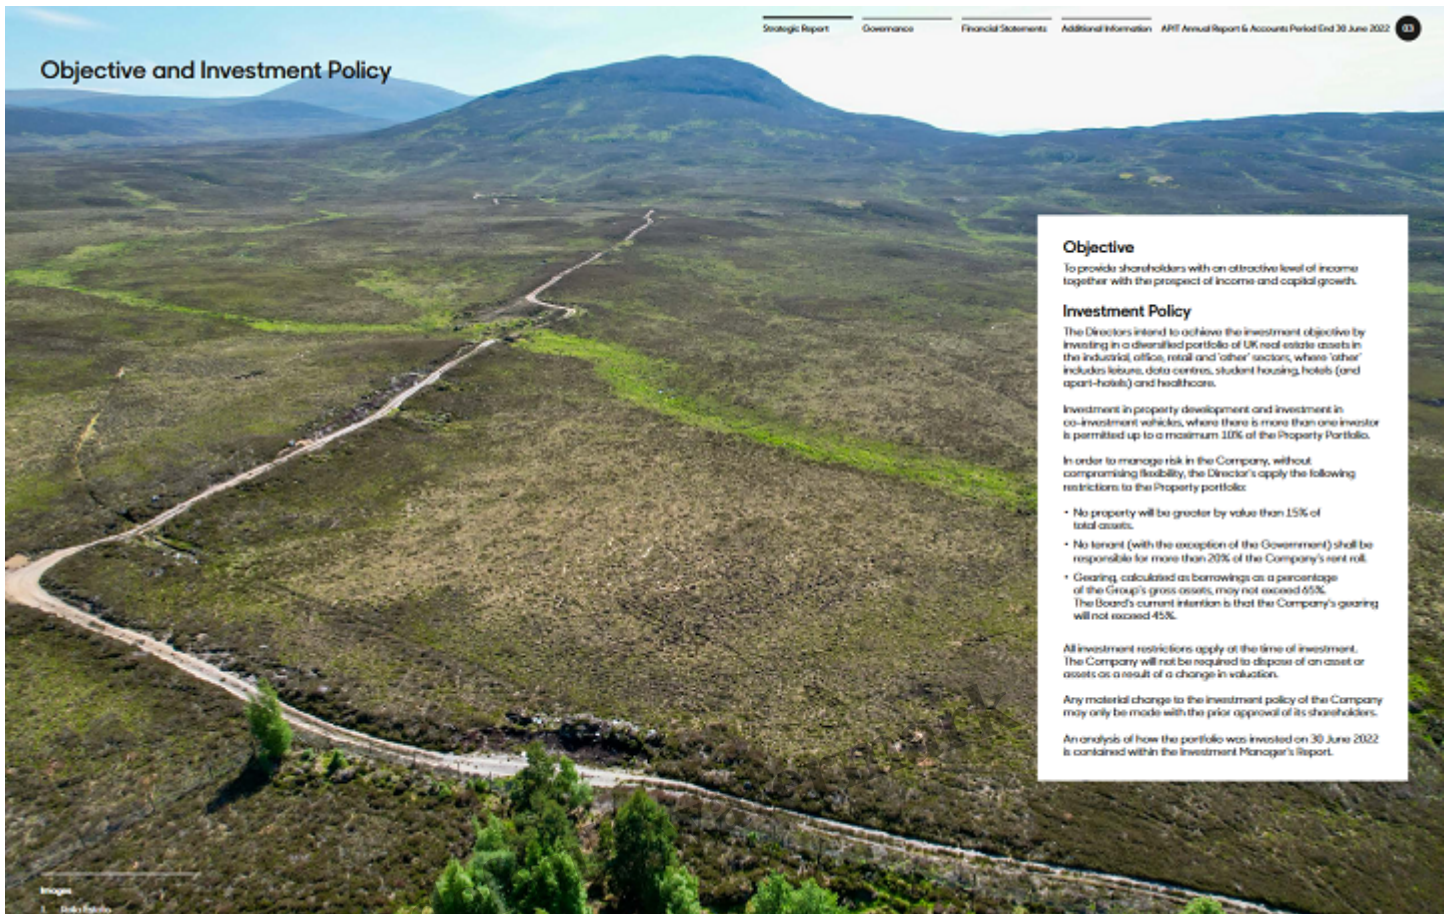 Strategic Report
Governance
Financial Statements
Additional Information
APIT Annual Report & Accounts Period End 30 June 2022
03
Objective and Investment Policy
Objective
To provide shareholders with an attractive level of income
together with the prospect of income and capital growth.
Investment Policy
The Directors intend to achieve the investment objective by
investing in a diversified portfolio of UK real estate assets in
the industrial, office, retail and 'other' sectors, where 'other'
includes leisure, data centres, student housing, hotels (and
apart-hotels) and healthcare.
Investment in property development and investment in
co-investment vehicles, where there is more than one investor
is permitted up to a maximum 10% of the Property Portfolio.
In order to manage risk in the Company, without
compromising flexibility, the Director's apply the following
restrictions to the Property portfolio:
• No property will be greater by value than 15% of
total assets.
• No tenant (with the exception of the Government) shall be
responsible for more than 20% of the Company's rent roll.
• Gearing, calculated as borrowings as a percentage
of the Group's gross assets, may not exceed 65%.
The Board's current intention is that the Company's gearing
will not exceed 45%.
All investment restrictions apply at the time of investment.
The Company will not be required to dispose of an asset or
assets as a result of a change in valuation.
Any material change to the investment policy of the Company
may only be made with the prior approval of its shareholders.
An analysis of how the portfolio was invested on 30 June 2022
is contained within the Investment Manager's Report.
Images